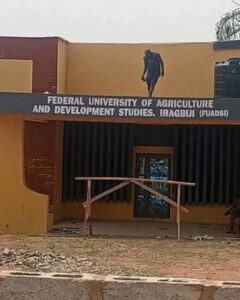 FEDERAL UNIVERSITY OF AGRICULTURE
AND DEVELOPMENT STUDIES, IRAGBIJI (FUADSI)